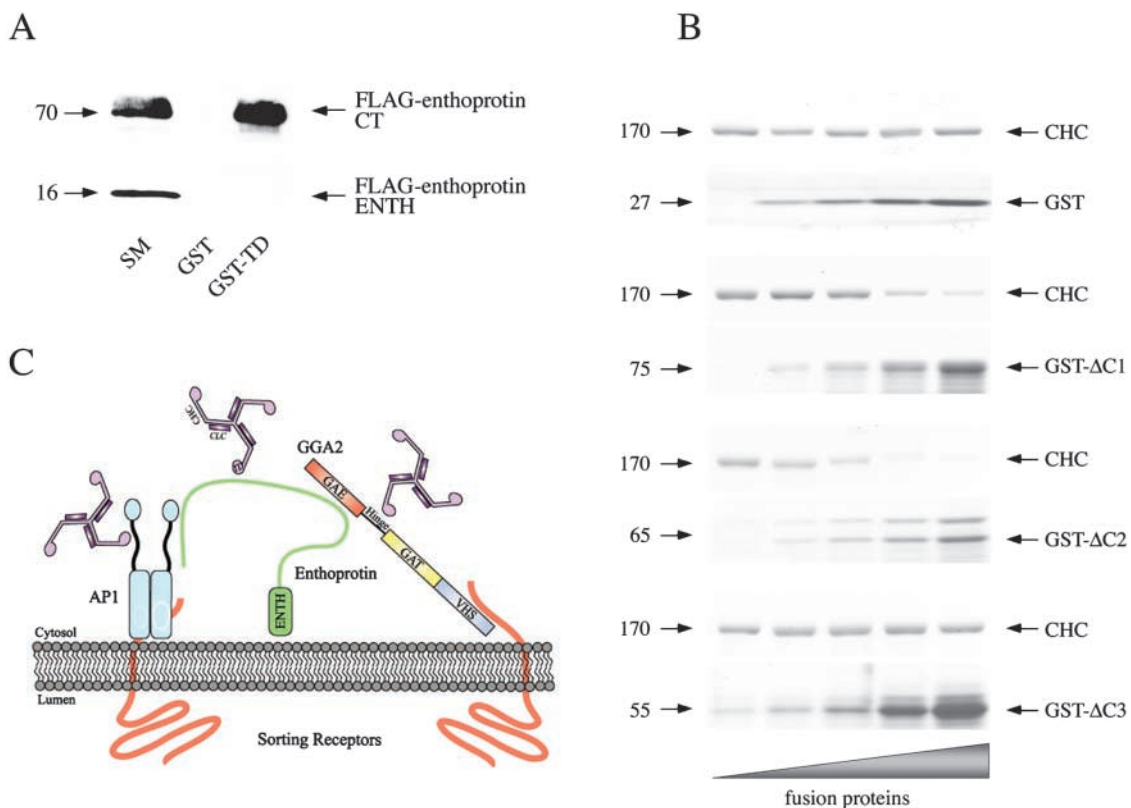 A
70
FLAG-enthoprotein
CT
16
FLAG-enthoprotein
ENTH
SM
GST
GST-TD
B
170
CHC
27
GST
170
CHC
75
GST-ΔC1
170
CHC
65
GST-ΔC2
170
CHC
55
GST-ΔC3
fusion proteins
C
CHC
CLC
GGA2
GAE
Hinge
GAT
VHS
AP1
Enthoprotin
ENTH
Cytosol
Lumen
Sorting Receptors